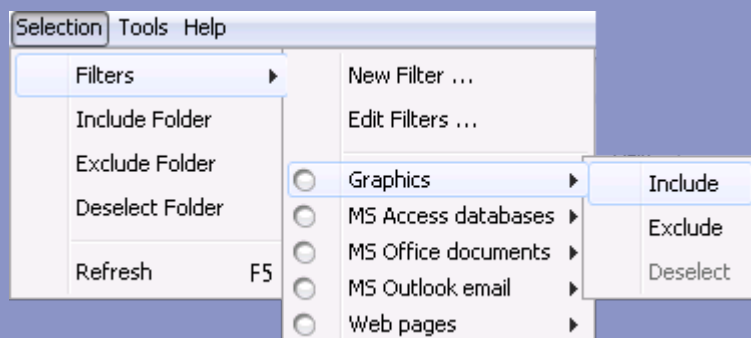 Selection Tools Help
Filters
Include Folder
Exclude Folder
Deselect Folder
Refresh F5
New Filter ...
Edit Filters ...
Graphics
MS Access databases
MS Office documents
MS Outlook email
Web pages
Include
Exclude
Deselect